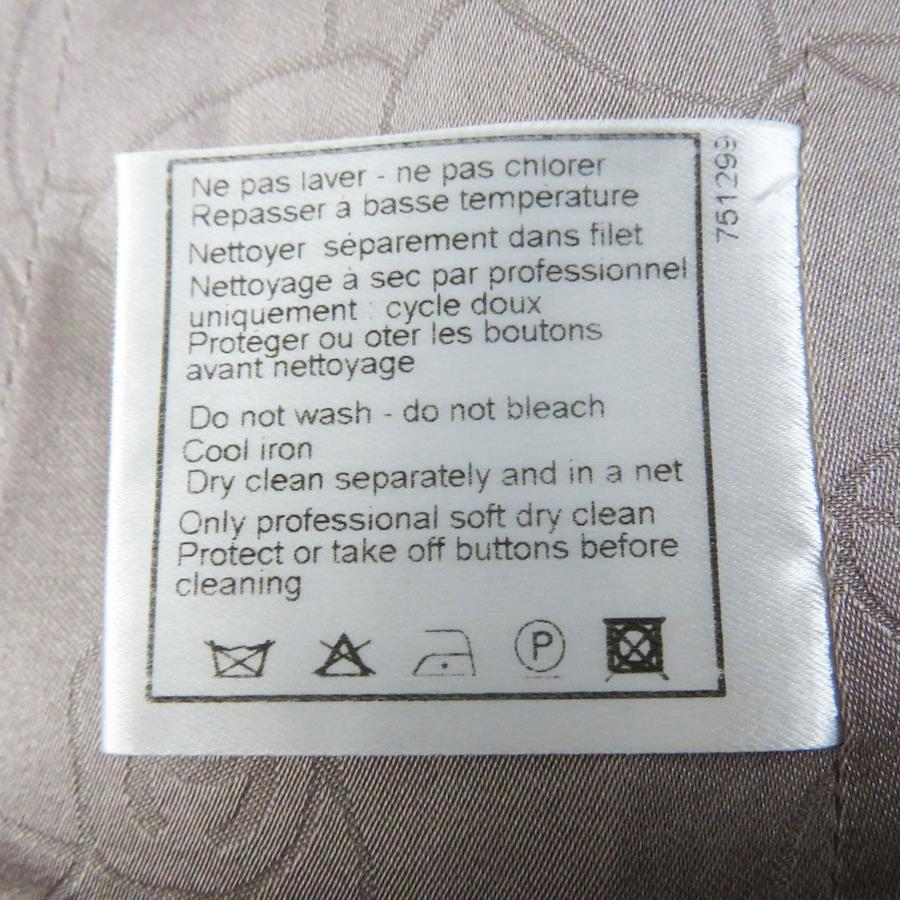 Ne pas laver - ne pas chlorer
Repasser à basse température
Nettoyer séparement dans filet
Nettoyage à sec par professionnel
uniquement : cycle doux
Protéger ou oter les boutons
avant nettoyage
Do not wash - do not bleach
Cool iron
Dry clean separately and in a net
Only professional soft dry clean
Protect or take off buttons before
cleaning
P
751299